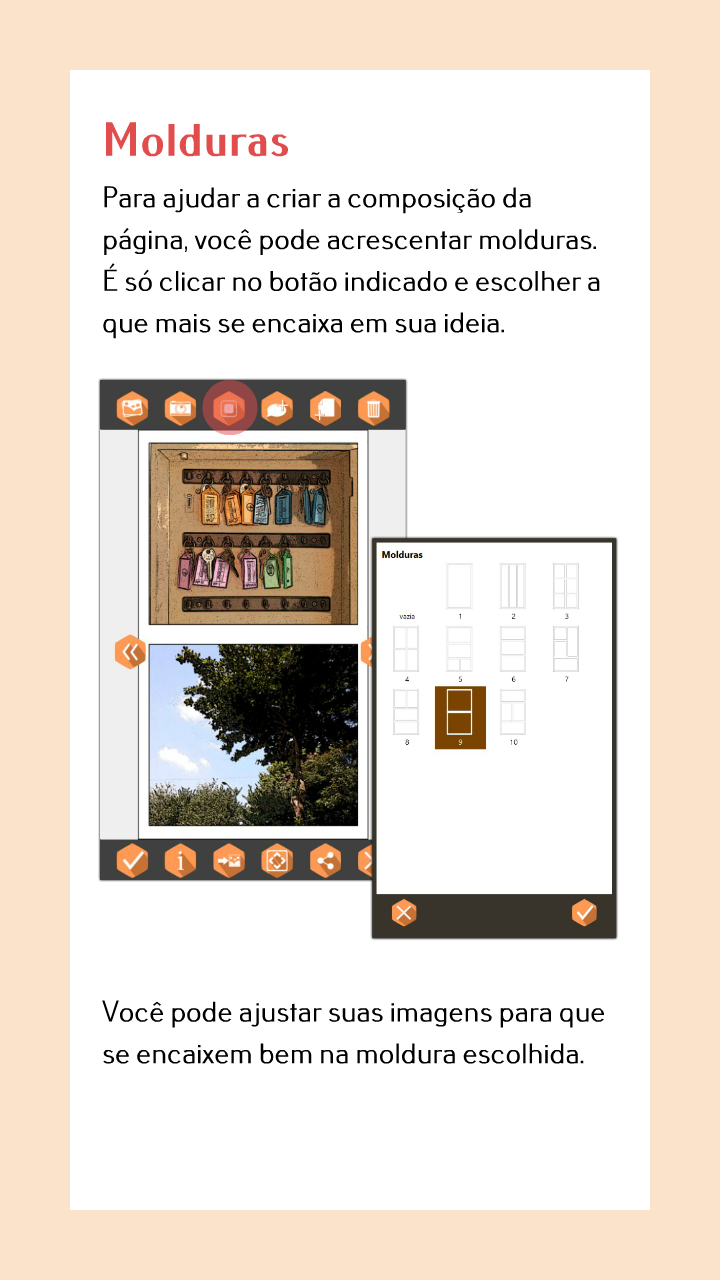 Molduras
Para ajudar a criar a composição da
página, você pode acrescentar molduras.
É só clicar no botão indicado e escolher a
que mais se encaixa em sua ideia.
Molduras
vazia
1
2
3
4
5
6
7
8
9
10
Você pode ajustar suas imagens para que
se encaixem bem na moldura escolhida.